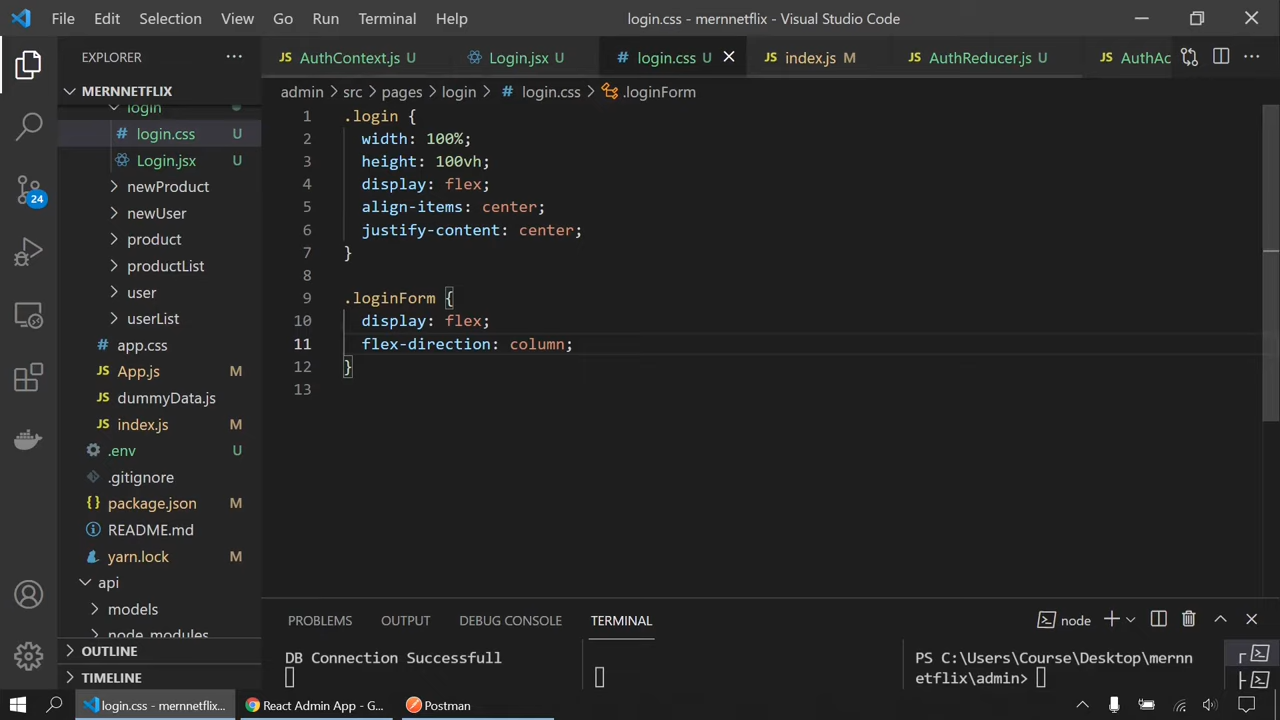 File Edit Selection View Go Run Terminal Help login.css - mernnetflix - Visual Studio Code
EXPLORER
MERNNETFLIX
login
# login.css U
Login.jsx U
newProduct
newUser
product
productList
user
userList
# app.css
JS App.js M
JS dummyData.js
JS index.js M
.env U
.gitignore
{} package.json M
README.md
yarn.lock M
api
models
node_modules
OUTLINE
TIMELINE
24
JS AuthContext.js U Login.jsx U # login.css U JS index.js M JS AuthReducer.js U JS AuthAc
admin > src > pages > login > # login.css > .loginForm
1 .login {
2 width: 100%;
3 height: 100vh;
4 display: flex;
5 align-items: center;
6 justify-content: center;
7 }
8
9 .loginForm {
10 display: flex;
11 flex-direction: column;
12 }
13
PROBLEMS OUTPUT DEBUG CONSOLE TERMINAL node
DB Connection Successfull
PS C:\Users\Course\Desktop\mernn
etflix\admin>
login.css - mernnetflix... React Admin App - G... Postman